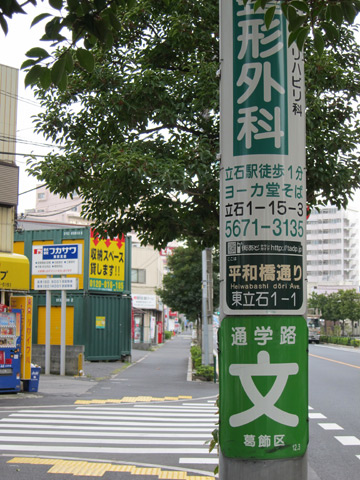 整形外科
リハビリ科
立石駅徒歩1分
ヨーカ堂そば
立石1-15-3
5671-3135
平和橋通り
Heiwabashi dōri Ave.
東立石1-1
通学路
文
葛飾区
フカサワ
収納スペース
貸します!!